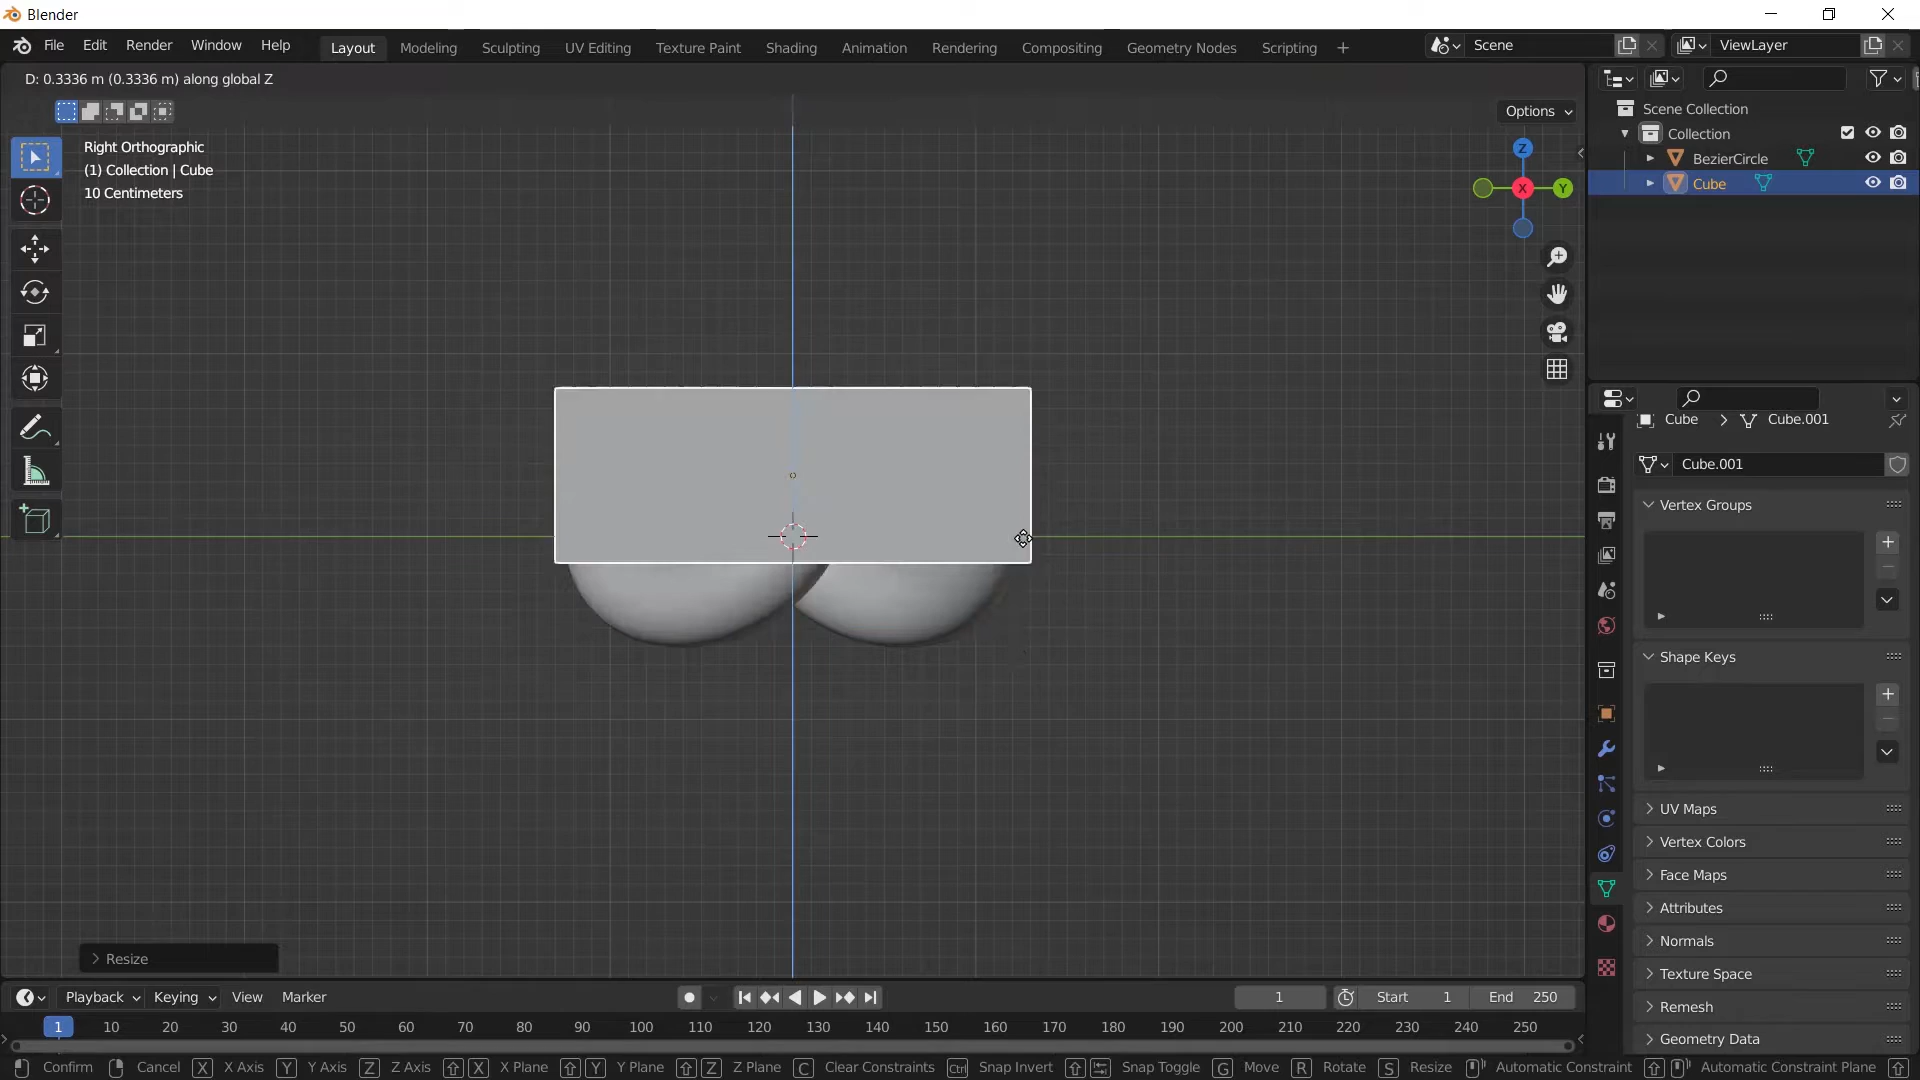 Blender
File Edit Render Window Help Layout Modeling Sculpting UV Editing Texture Paint Shading Animation Rendering Compositing Geometry Nodes Scripting + Scene ViewLayer
D: 0.3336 m (0.3336 m) along global Z
Options
Right Orthographic
(1) Collection | Cube
10 Centimeters
Z
X Y
Scene Collection
Collection
BezierCircle
Cube
Cube > Cube.001
Cube.001
Vertex Groups
Shape Keys
UV Maps
Vertex Colors
Face Maps
Attributes
Normals
Texture Space
Remesh
Geometry Data
> Resize
Playback Keying View Marker 1 Start 1 End 250
1 10 20 30 40 50 60 70 80 90 100 110 120 130 140 150 160 170 180 190 200 210 220 230 240 250
Confirm Cancel X X Axis Y Y Axis Z Z Axis X X Plane Y Y Plane Z Z Plane C Clear Constraints Ctrl Snap Invert Snap Toggle G Move R Rotate S Resize Automatic Constraint Automatic Constraint Plane